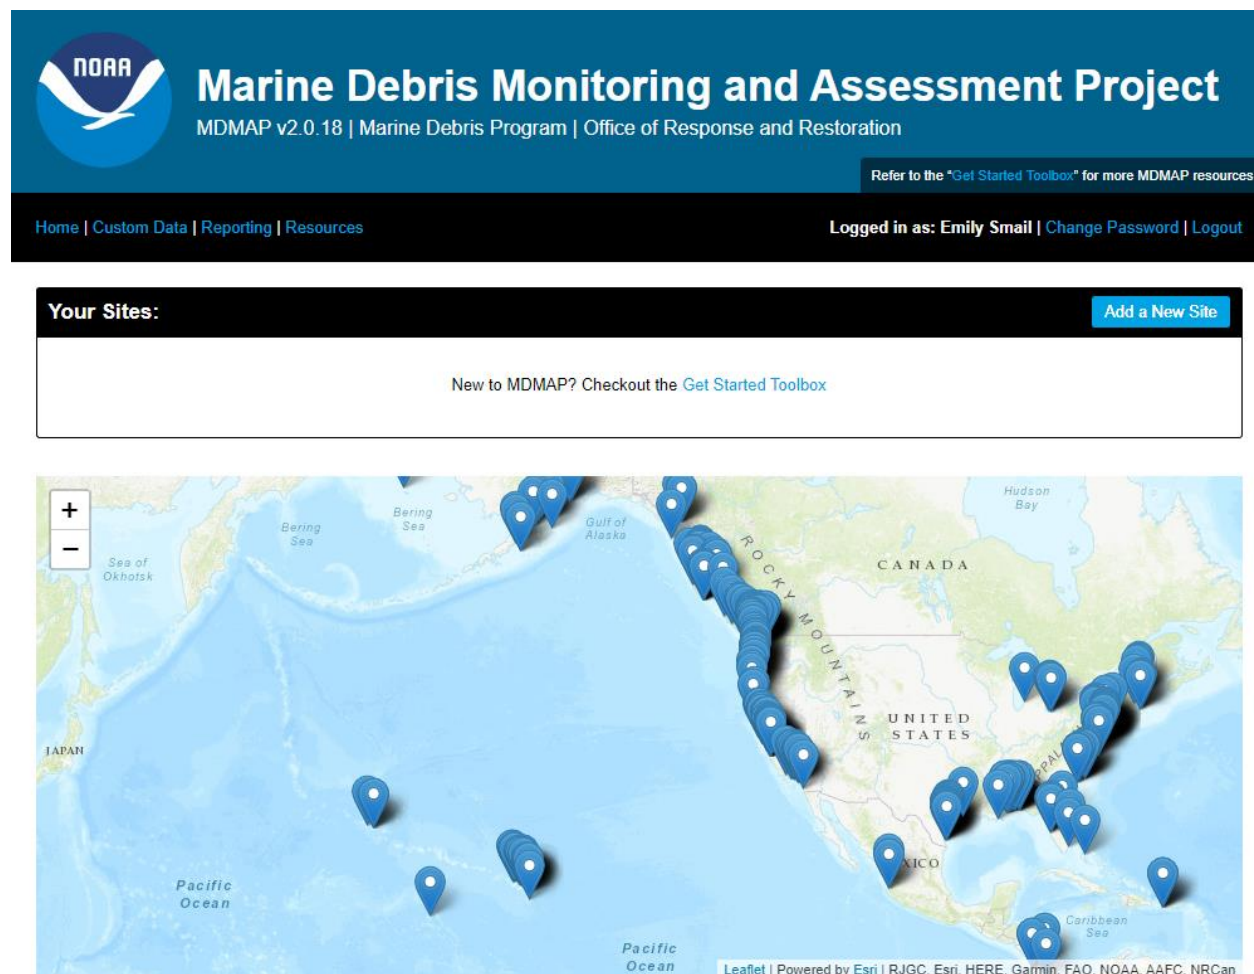 NOAA
Marine Debris Monitoring and Assessment Project
MDMAP v2.0.18 | Marine Debris Program | Office of Response and Restoration
Refer to the "Get Started Toolbox" for more MDMAP resources
Home | Custom Data | Reporting | Resources
Logged in as: Emily Smail | Change Password | Logout
Your Sites:
Add a New Site
New to MDMAP? Checkout the Get Started Toolbox
+
−
Sea of
Okhotsk
Bering
Sea
Bering
Sea
Gulf of
Alaska
Hudson
Bay
CANADA
ROCKY MOUNTAINS
UNITED
STATES
PPAL
JAPAN
XICO
Pacific
Ocean
Pacific
Ocean
Caribbean
Sea
Leaflet | Powered by Esri | RJGC, Esri, HERE, Garmin, FAO, NOAA, AAFC, NRCan